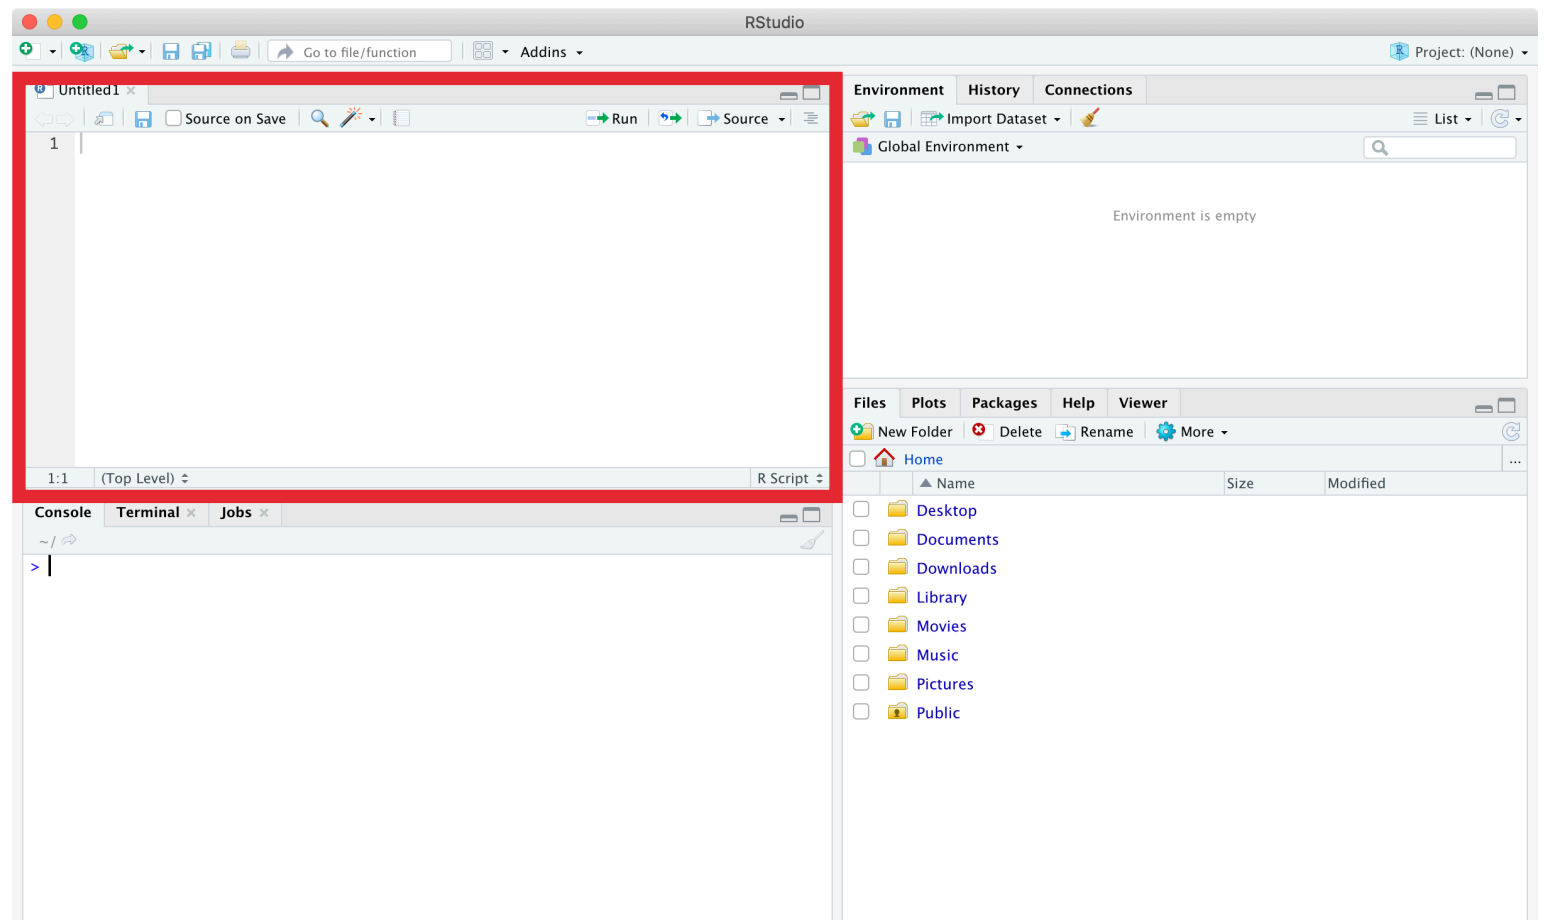 RStudio
Go to file/function Addins Project: (None)
Untitled1
Source on Save Run Source
1
1:1 (Top Level) R Script
Console Terminal Jobs
~/
>
Environment History Connections
Import Dataset List
Global Environment
Environment is empty
Files Plots Packages Help Viewer
New Folder Delete Rename More
Home ...
Name Size Modified
Desktop
Documents
Downloads
Library
Movies
Music
Pictures
Public